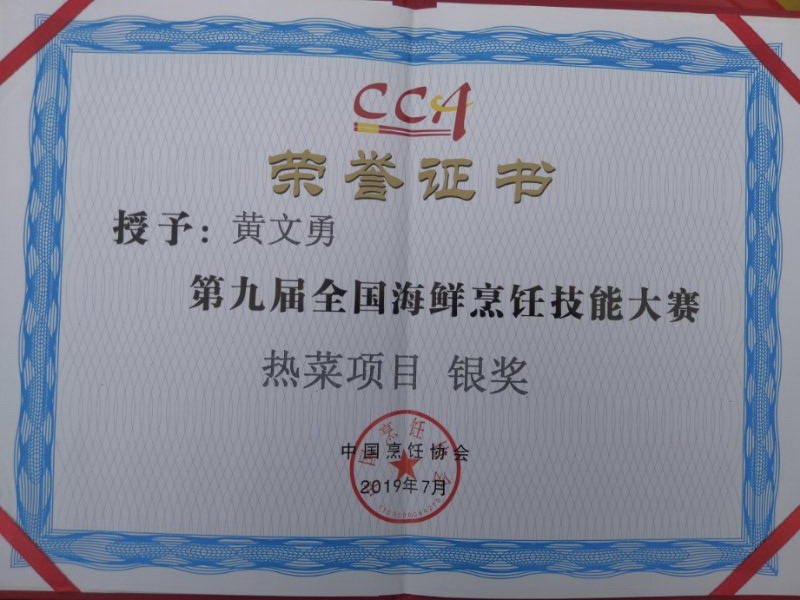 CCA
荣誉证书
授予：黄文勇
第九届全国海鲜烹饪技能大赛
热菜项目 银奖
中国烹饪协会
2019年7月